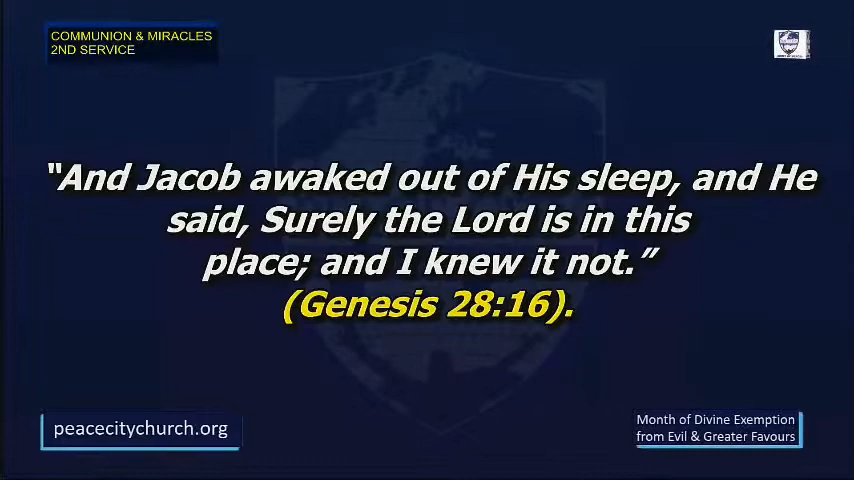 COMMUNION & MIRACLES
2ND SERVICE
“And Jacob awaked out of His sleep, and He
said, Surely the Lord is in this
place; and I knew it not.”
(Genesis 28:16).
peacecitychurch.org
Month of Divine Exemption
from Evil & Greater Favours